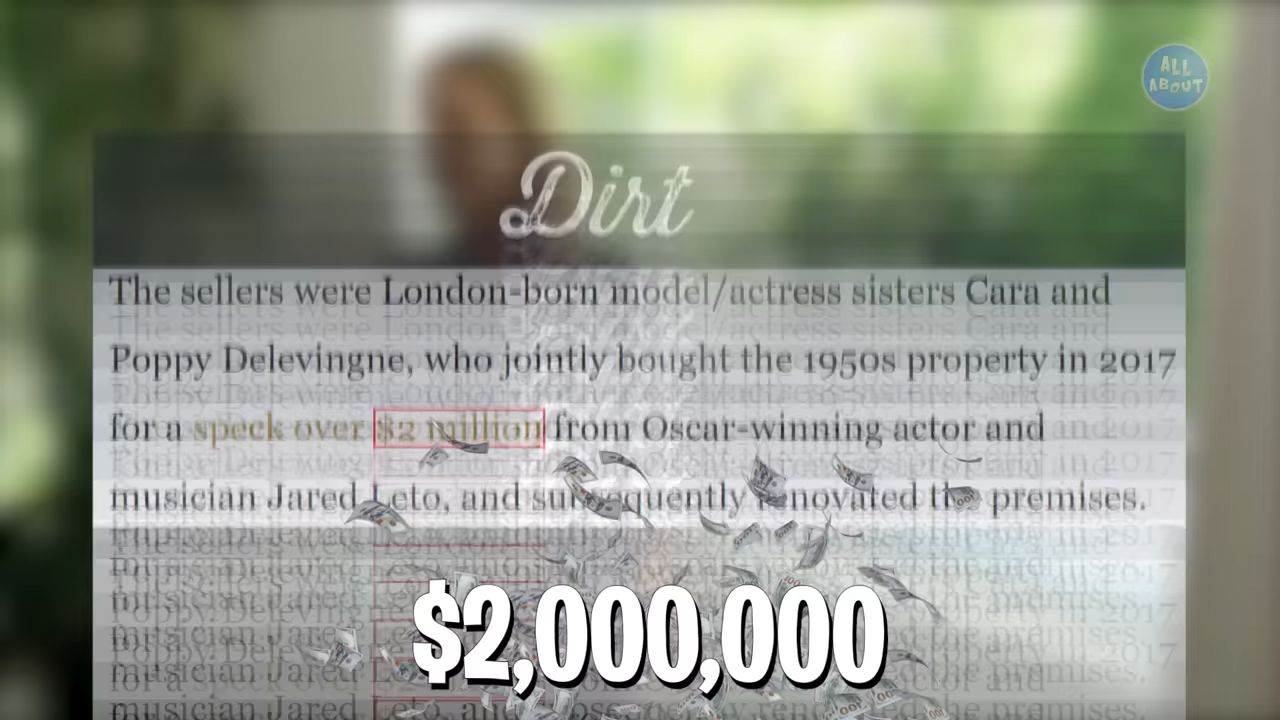 ALL
ABOUT
Dirt
The sellers were London-born model/actress sisters Cara and
Poppy Delevingne, who jointly bought the 1950s property in 2017
for a speck over $2 million from Oscar-winning actor and
musician Jared Leto, and subsequently renovated the premises.
$2,000,000